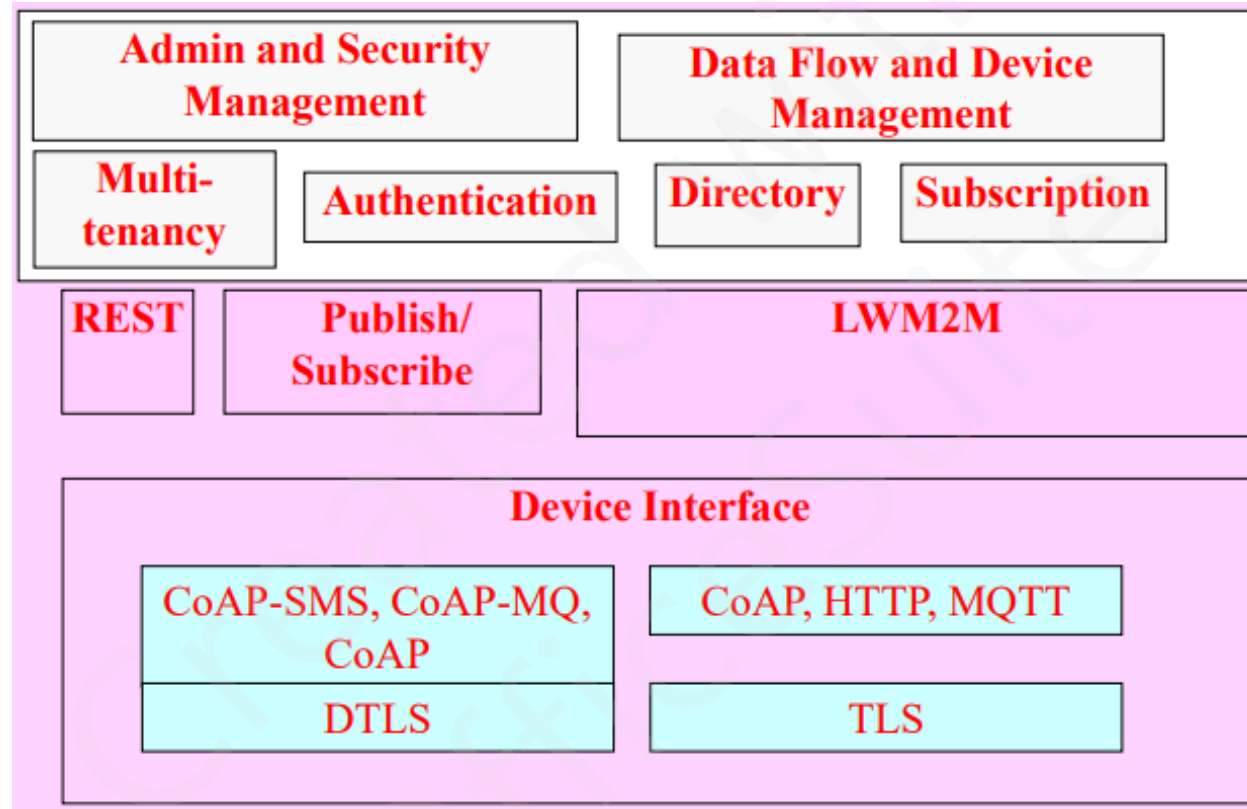 Admin and Security
Management
Data Flow and Device
Management
Multi-
tenancy
Authentication
Directory
Subscription
REST
Publish/
Subscribe
LWM2M
Device Interface
CoAP-SMS, CoAP-MQ,
CoAP
CoAP, HTTP, MQTT
DTLS
TLS